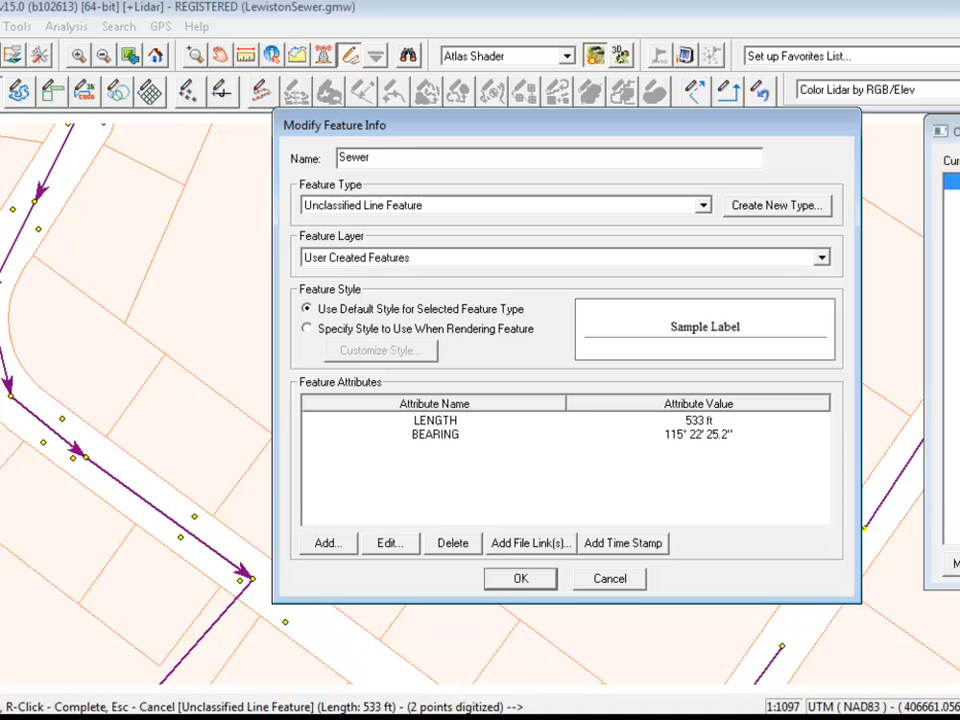 v15.0 (b102613) [64-bit] [+Lidar] - REGISTERED (LewistonSewer.gmw)
Tools Analysis Search GPS Help
Atlas Shader
3D
Set up Favorites List...
Color Lidar by RGB/Elev
Modify Feature Info
Name: Sewer
Feature Type
Unclassified Line Feature
Create New Type...
Feature Layer
User Created Features
Feature Style
Use Default Style for Selected Feature Type
Specify Style to Use When Rendering Feature
Customize Style...
Sample Label
Feature Attributes
Attribute Name Attribute Value
LENGTH 533 ft
BEARING 115° 22' 25.2"
Add... Edit... Delete Add File Link(s)... Add Time Stamp
OK Cancel
, R-Click - Complete, Esc - Cancel [Unclassified Line Feature] (Length: 533 ft) - (2 points digitized) -->
1:1097 UTM ( NAD83 ) - ( 406661.056